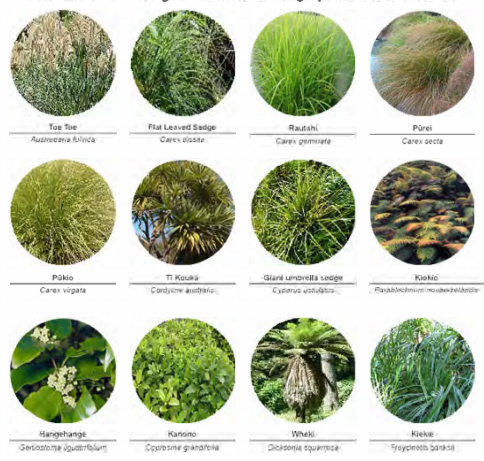 Toe Toe
Austroderia fulvida
Flat Leaved Sedge
Carex dissita
Rautahi
Carex geminata
Pūrei
Carex secta
Pūkio
Carex virgata
Ti Kouka
Cordyline australis
Giant umbrella sedge
Cyperus ustulatus
Kiokio
Hangehange
Geniostoma ligustrifolium
Kanono
Coprosma grandifolia
Wheki
Dicksonia squarrosa
Kiekie
Freycinetia banksii